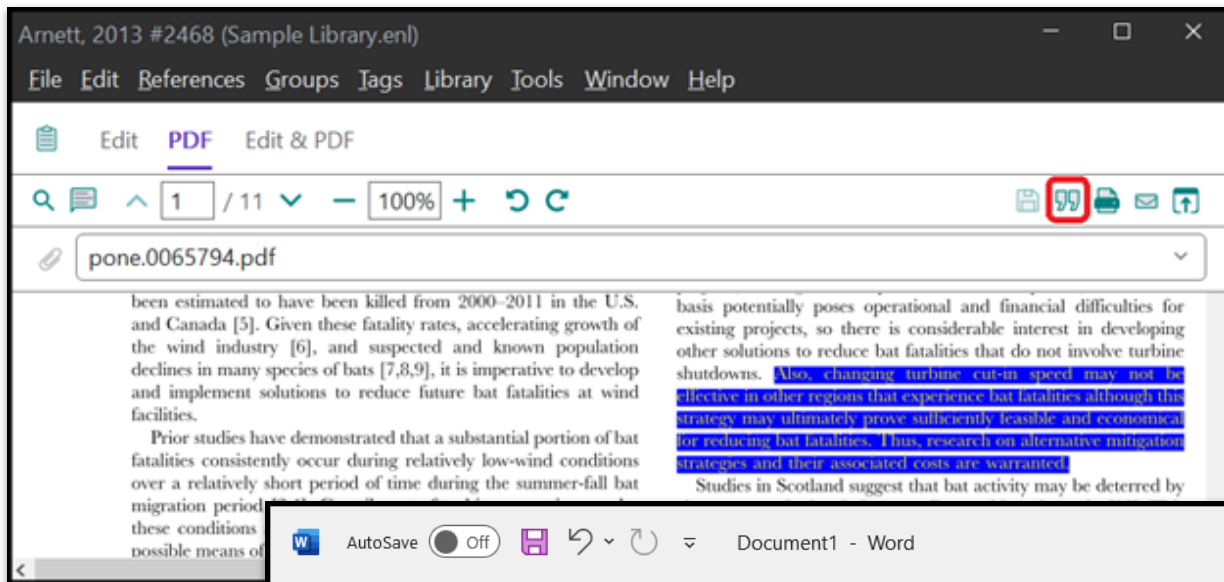 Arnett, 2013 #2468 (Sample Library.enl)
File Edit References Groups Tags Library Tools Window Help
Edit PDF Edit & PDF
1 / 11 100%
pone.0065794.pdf
been estimated to have been killed from 2000–2011 in the U.S.
and Canada [5]. Given these fatality rates, accelerating growth of
the wind industry [6], and suspected and known population
declines in many species of bats [7,8,9], it is imperative to develop
and implement solutions to reduce future bat fatalities at wind
facilities.
Prior studies have demonstrated that a substantial portion of bat
fatalities consistently occur during relatively low-wind conditions
over a relatively short period of time during the summer-fall bat
migration period
these conditions
possible means of
basis potentially poses operational and financial difficulties for
existing projects, so there is considerable interest in developing
other solutions to reduce bat fatalities that do not involve turbine
shutdowns. Also, changing turbine cut-in speed may not be
effective in other regions that experience bat fatalities although this
strategy may ultimately prove sufficiently feasible and economical
for reducing bat fatalities. Thus, research on alternative mitigation
strategies and their associated costs are warranted.
Studies in Scotland suggest that bat activity may be deterred by
W AutoSave Off Document1 - Word